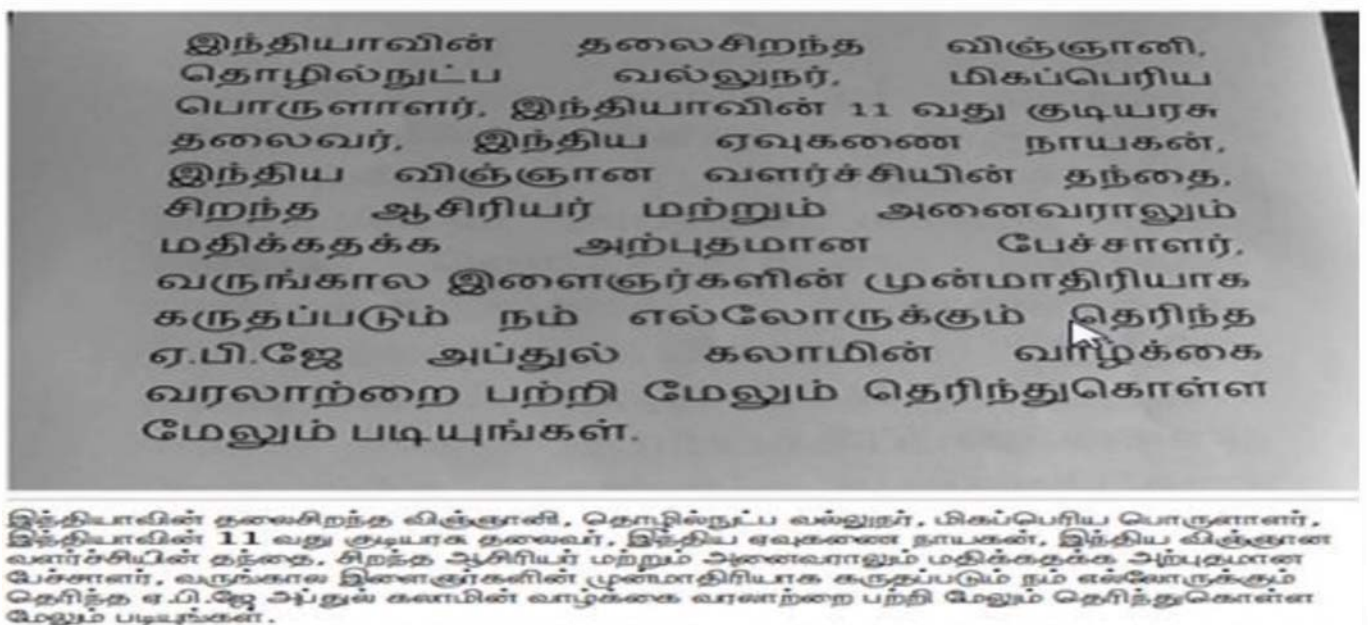 இந்தியாவின் தலைசிறந்த விஞ்ஞானி,
தொழில்நுட்ப வல்லுநர், மிகப்பெரிய
பொருளாளர், இந்தியாவின் 11 வது குடியரசு
தலைவர், இந்திய ஏவுகணை நாயகன்,
இந்திய விஞ்ஞான வளர்ச்சியின் தந்தை,
சிறந்த ஆசிரியர் மற்றும் அனைவராலும்
மதிக்கதக்க அற்புதமான பேச்சாளர்,
வருங்கால இளைஞர்களின் முன்மாதிரியாக
கருதப்படும் நம் எல்லோருக்கும் தெரிந்த
ஏ.பி.ஜே அப்துல் கலாமின் வாழ்க்கை
வரலாற்றை பற்றி மேலும் தெரிந்துகொள்ள
மேலும் படியுங்கள்.
இந்தியாவின் தலைசிறந்த விஞ்ஞானி, தொழில்நுட்ப வல்லுநர், மிகப்பெரிய பொருளாளர்,
இந்தியாவின் 11 வது குடியரசு தலைவர், இந்திய ஏவுகணை நாயகன், இந்திய விஞ்ஞான
வளர்ச்சியின் தந்தை, சிறந்த ஆசிரியர் மற்றும் அனைவராலும் மதிக்கதக்க அற்புதமான
பேச்சாளர், வருங்கால இளைஞர்களின் முன்மாதிரியாக கருதப்படும் நம் எல்லோருக்கும்
தெரிந்த ஏ.பி.ஜே அப்துல் கலாமின் வாழ்க்கை வரலாற்றை பற்றி மேலும் தெரிந்துகொள்ள
மேலும் படியுங்கள்.